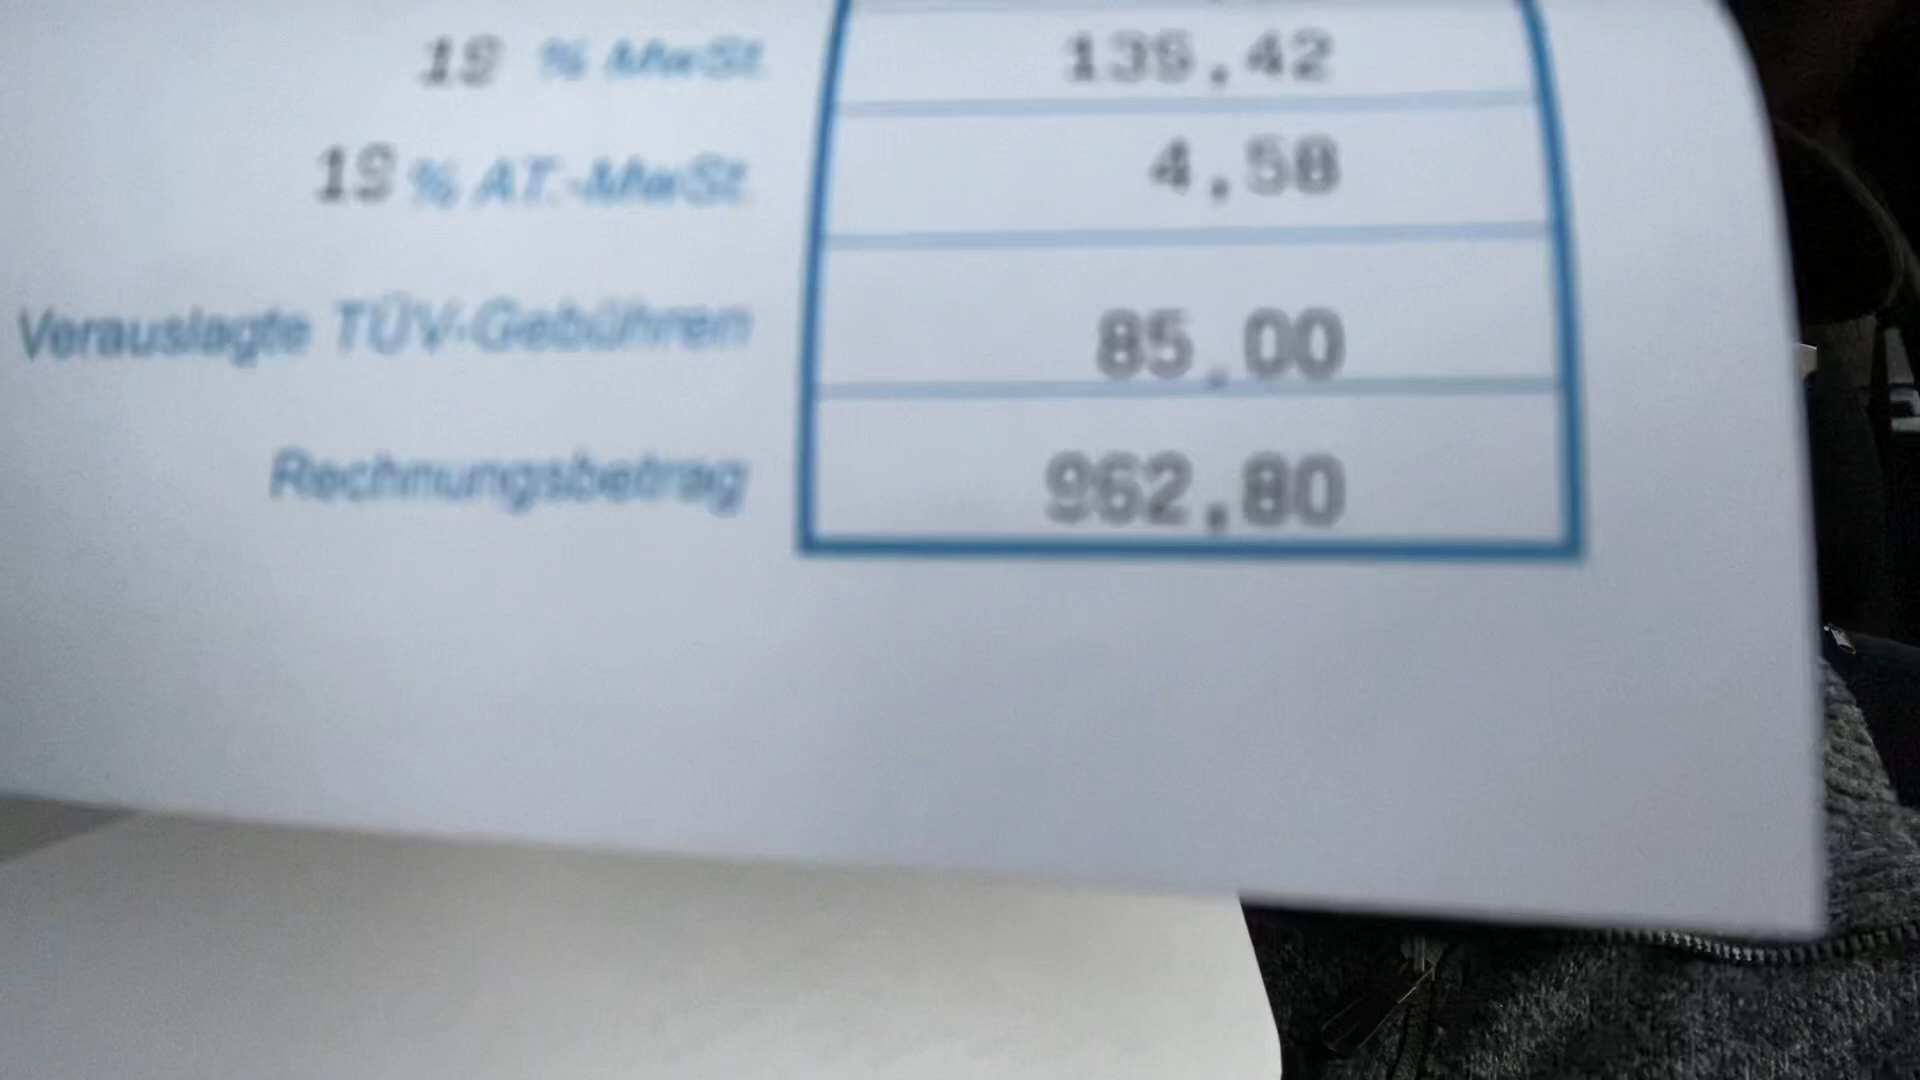 19 % MwSt. 139,42
19 % AT.-MwSt. 4,58
Verauslagte TÜV-Gebühren 85,00
Rechnungsbetrag 962,80